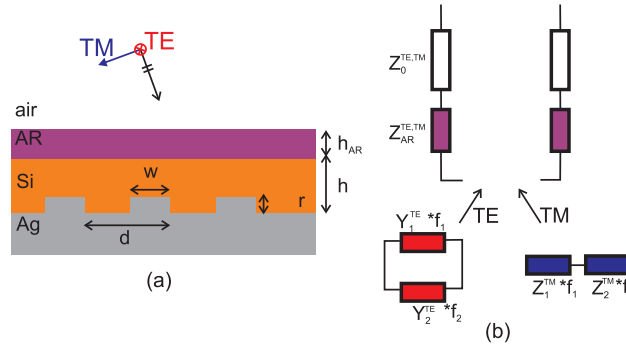 TM TE
air
AR
h_AR
Si
w
h
r
Ag
d
(a)
Z_0^TE,TM
Z_AR^TE,TM
TE
TM
Y_1^TE *f_1
Y_2^TE *f_2
Z_1^TM *f_1
Z_2^TM *f
(b)